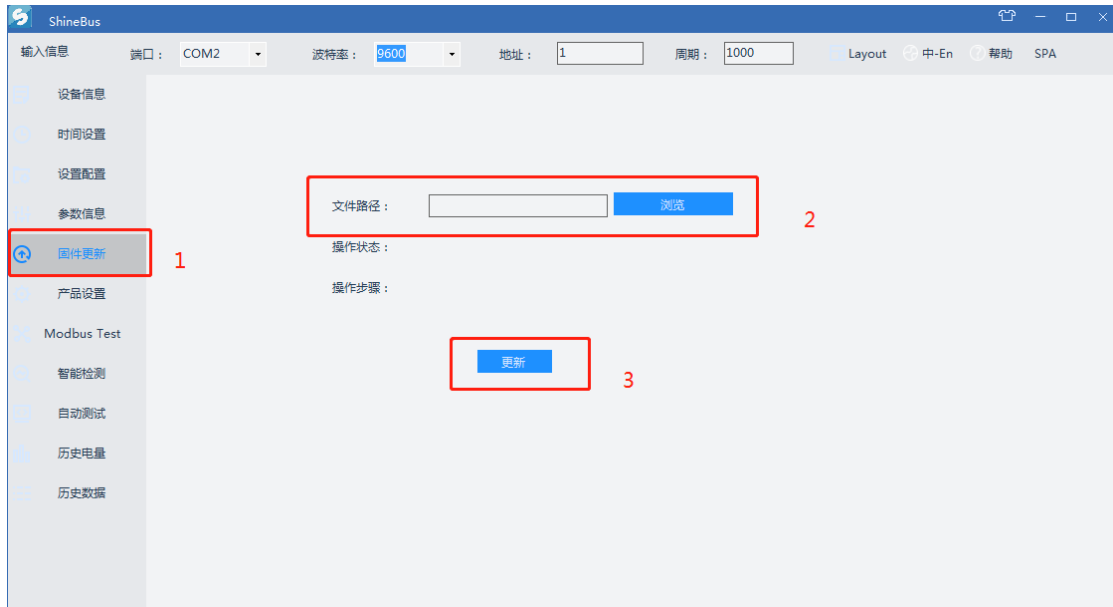 ShineBus
输入信息 端口： COM2 波特率： 9600 地址： 1 周期： 1000 Layout 中-En 帮助 SPA
设备信息
时间设置
设置配置
参数信息
文件路径： 浏览
2
操作状态：
固件更新
1
操作步骤：
产品设置
Modbus Test
更新
3
智能检测
自动测试
历史电量
历史数据